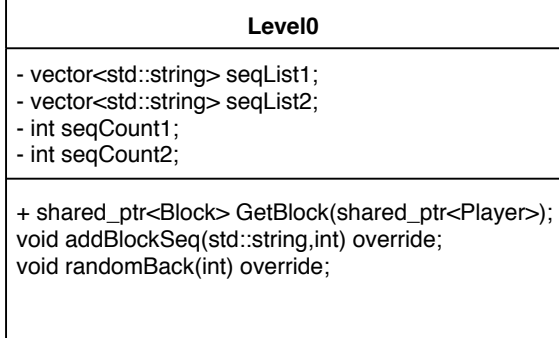 Level0
- vector<std::string> seqList1;
- vector<std::string> seqList2;
- int seqCount1;
- int seqCount2;
+ shared_ptr<Block> GetBlock(shared_ptr<Player>);
void addBlockSeq(std::string,int) override;
void randomBack(int) override;